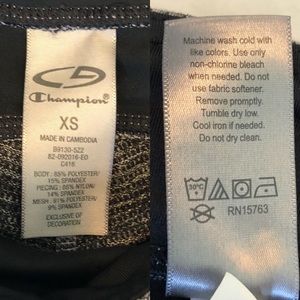 Champion
XS
MADE IN CAMBODIA
B9130-522
82-092016-E0
C416
BODY: 85% POLYESTER/
15% SPANDEX
PIECING: 86% NYLON/
14% SPANDEX
MESH: 91% POLYESTER/
9% SPANDEX
EXCLUSIVE OF
DECORATION
Machine wash cold with
like colors. Use only
non-chlorine bleach
when needed. Do not
use fabric softener.
Remove promptly.
Tumble dry low.
Cool iron if needed.
Do not dry clean.
30°C
RN15763